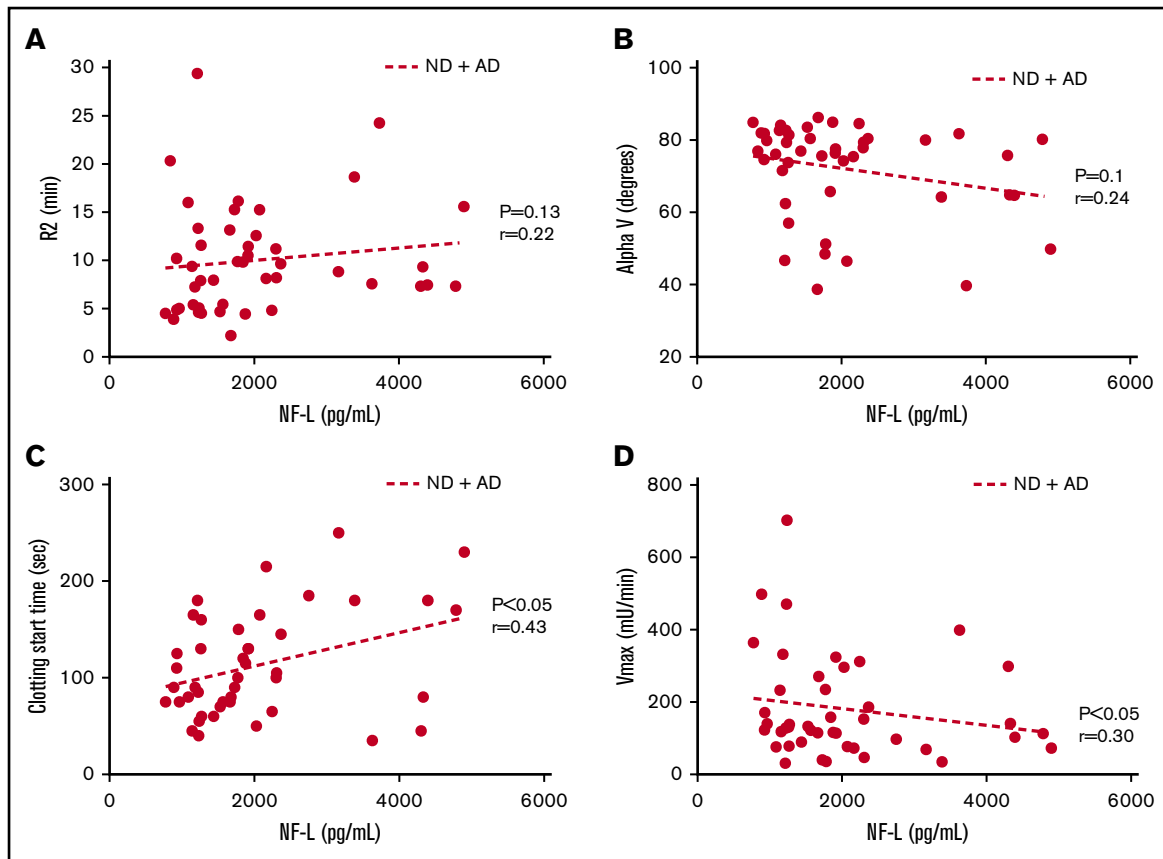 A
ND + AD
R2 (min)
30
25
20
15
10
5
0
P=0.13
r=0.22
0 2000 4000 6000
NF-L (pg/mL)
B
ND + AD
Alpha V (degrees)
100
80
60
40
20
P=0.1
r=0.24
0 2000 4000 6000
NF-L (pg/mL)
C
ND + AD
Clotting start time (sec)
300
200
100
0
P<0.05
r=0.43
0 2000 4000 6000
NF-L (pg/mL)
D
ND + AD
Vmax (mU/min)
800
600
400
200
0
P<0.05
r=0.30
0 2000 4000 6000
NF-L (pg/mL)